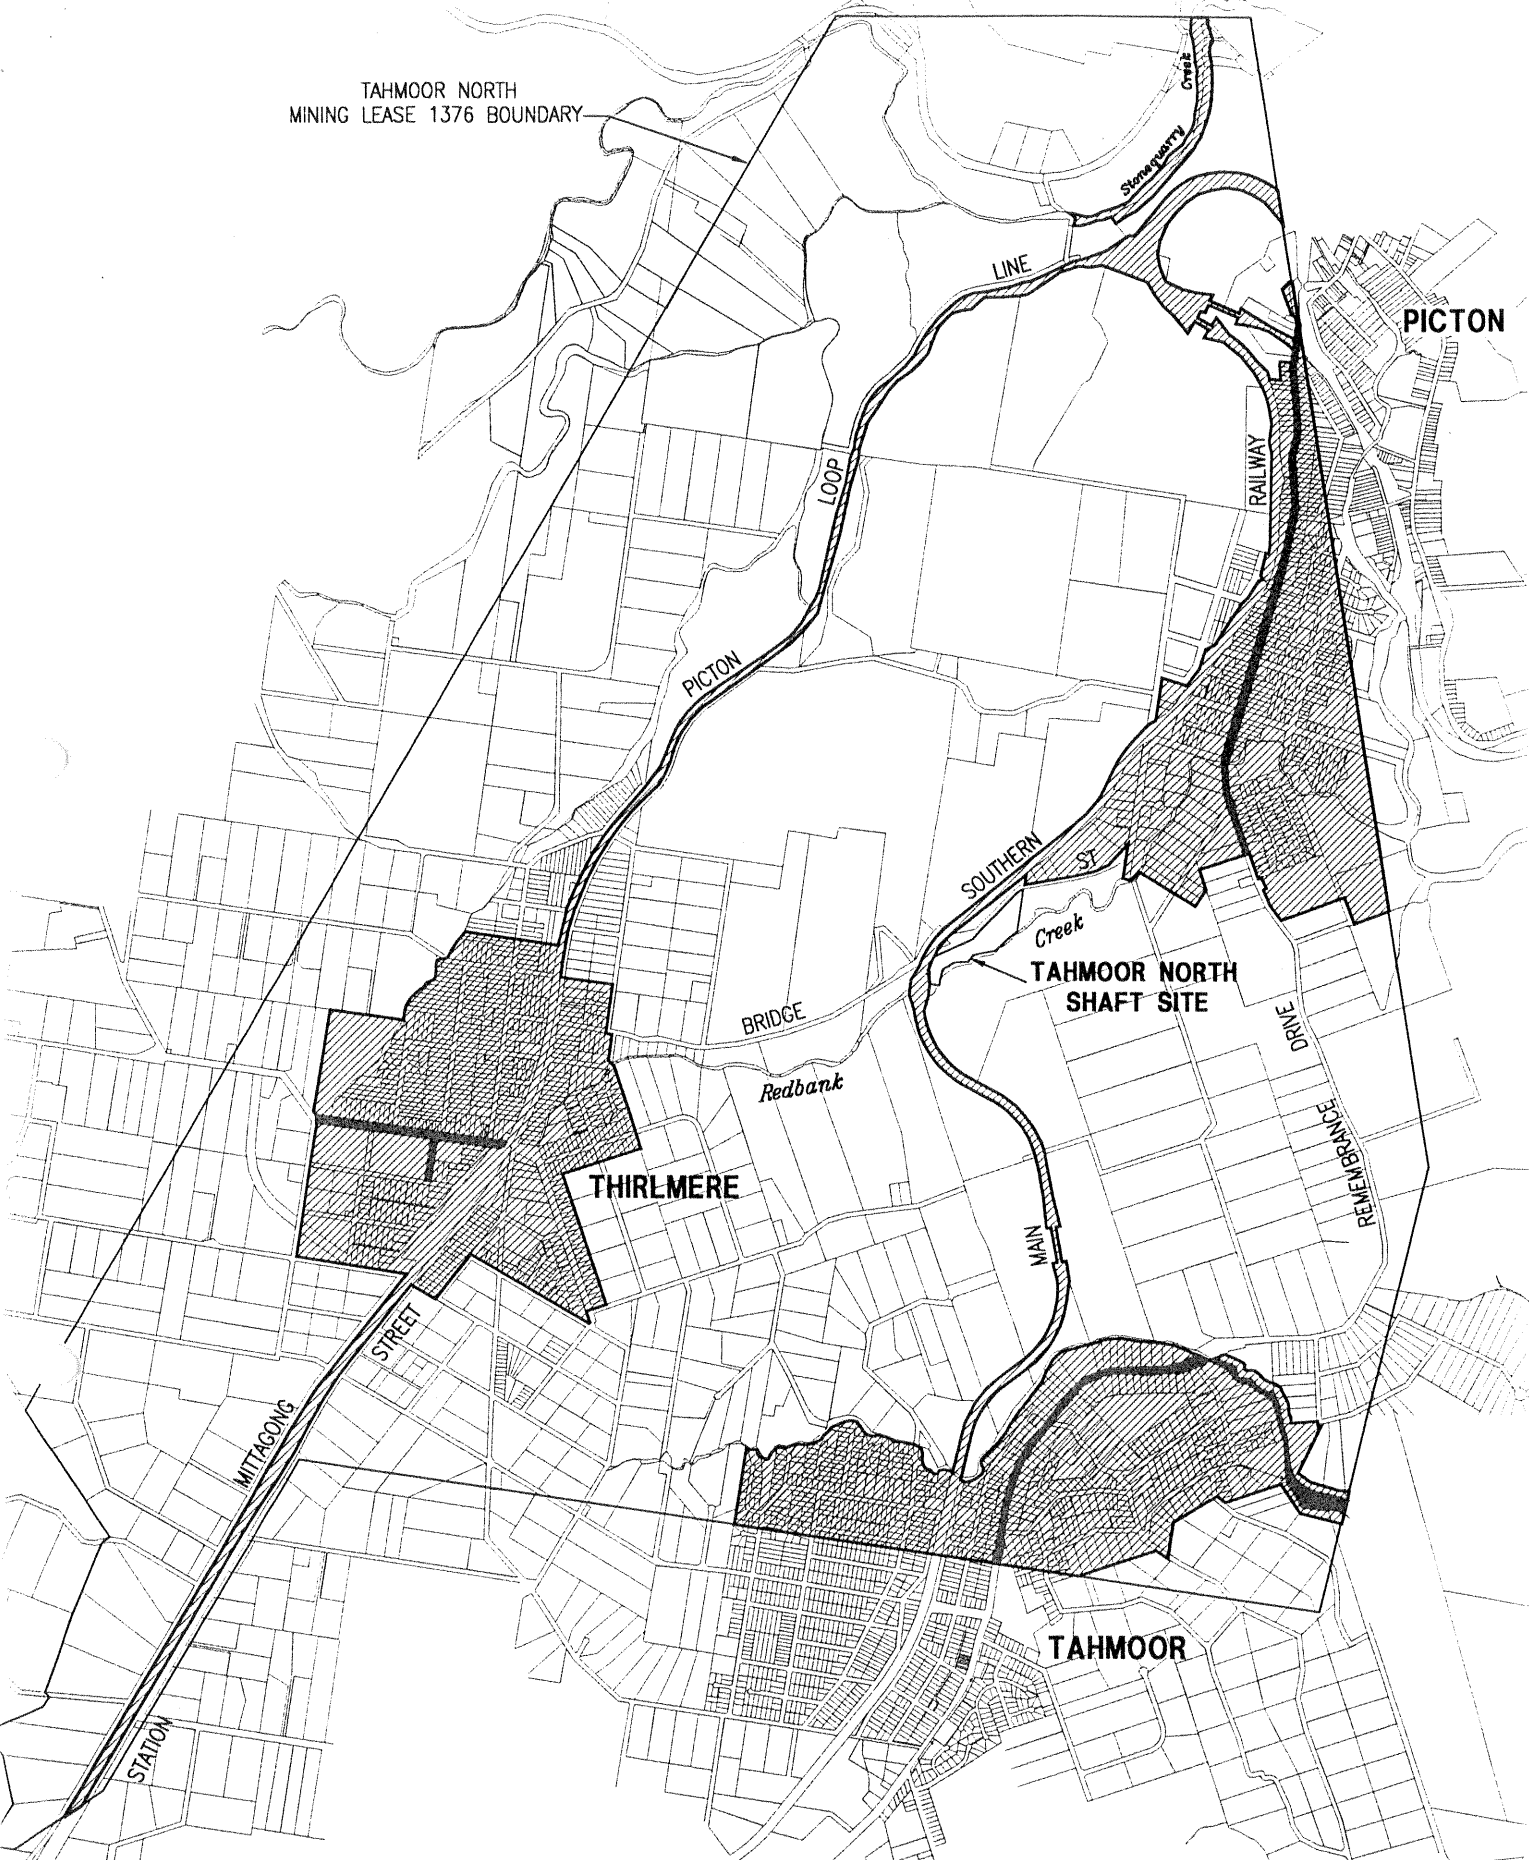 TAHMOOR NORTH
MINING LEASE 1376 BOUNDARY
Creek
Stonequarry
LINE
PICTON
LOOP
RAILWAY
PICTON
SOUTHERN
ST
Creek
TAHMOOR NORTH
SHAFT SITE
BRIDGE
DRIVE
Redbank
REMEMBRANCE
THIRLMERE
MAIN
STREET
MITTAGONG
TAHMOOR
STATION